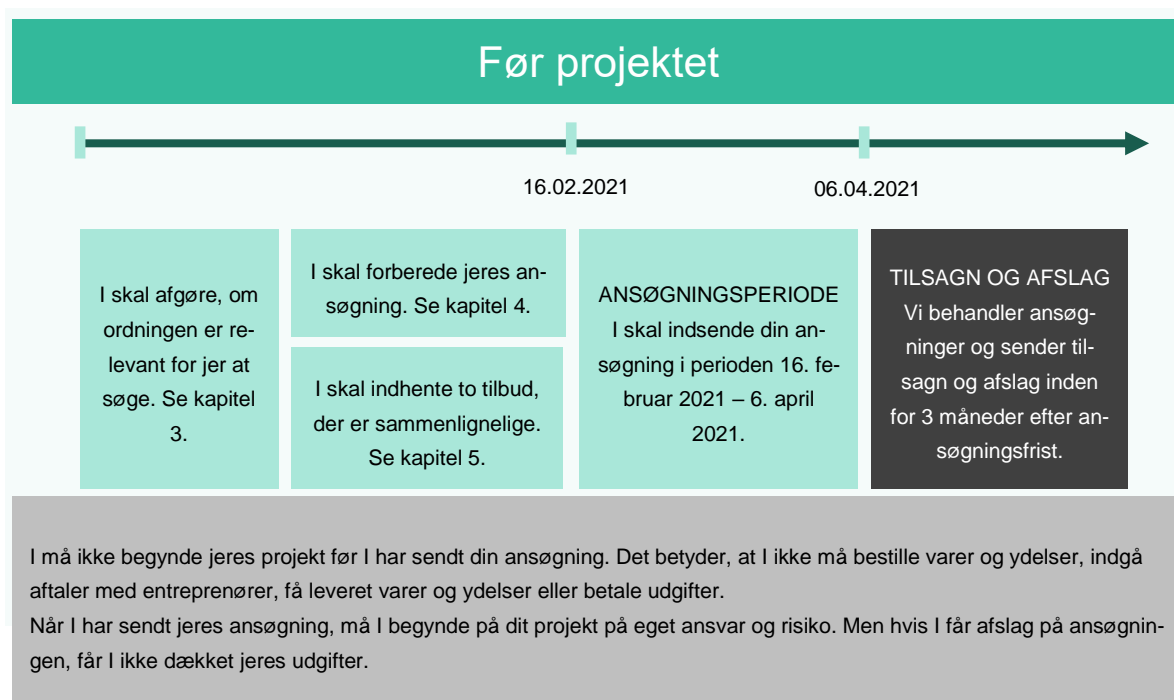 Før projektet
16.02.2021
06.04.2021
I skal afgøre, om
ordningen er re-
levant for jer at
søge. Se kapitel
3.
I skal forberede jeres an-
søgning. Se kapitel 4.
I skal indhente to tilbud,
der er sammenlignelige.
Se kapitel 5.
ANSØGNINGSPERIODE
I skal indsende din an-
søgning i perioden 16. fe-
bruar 2021 – 6. april
2021.
TILSAGN OG AFSLAG
Vi behandler ansøg-
ninger og sender til-
sagn og afslag inden
for 3 måneder efter an-
søgningsfrist.
I må ikke begynde jeres projekt før I har sendt din ansøgning. Det betyder, at I ikke må bestille varer og ydelser, indgå
aftaler med entreprenører, få leveret varer og ydelser eller betale udgifter.
Når I har sendt jeres ansøgning, må I begynde på dit projekt på eget ansvar og risiko. Men hvis I får afslag på ansøgnin-
gen, får I ikke dækket jeres udgifter.